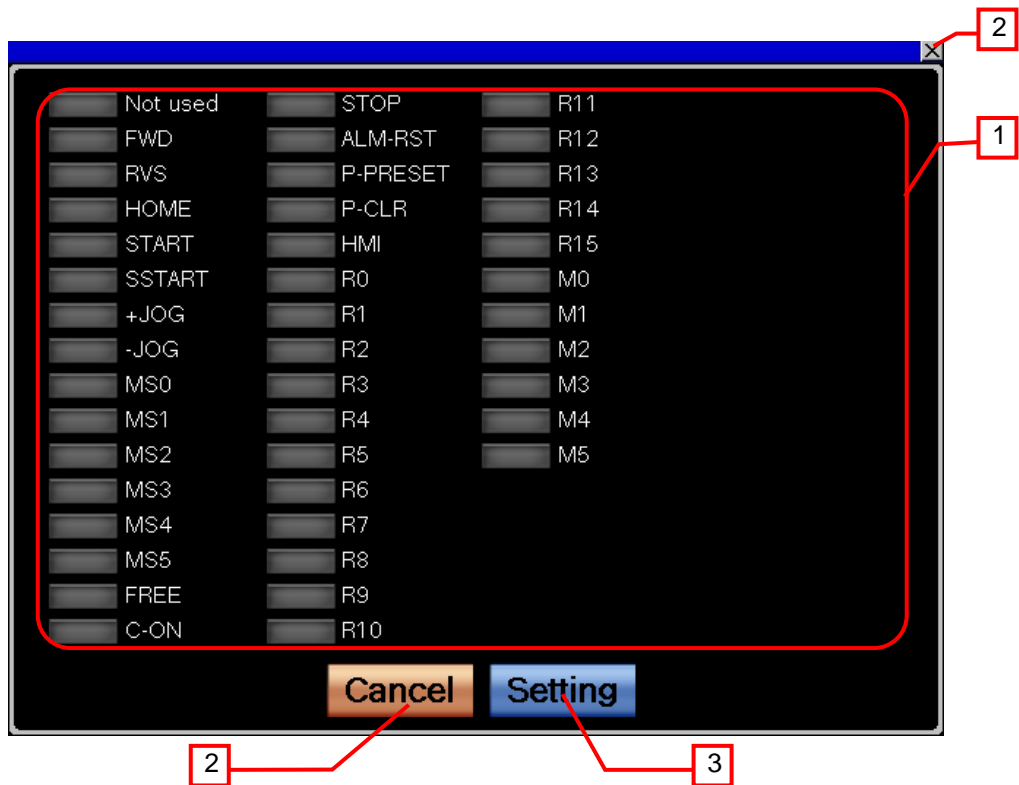 2
1
Not used STOP R11
FWD ALM-RST R12
RVS P-PRESET R13
HOME P-CLR R14
START HMI R15
SSTART R0 M0
+JOG R1 M1
-JOG R2 M2
MS0 R3 M3
MS1 R4 M4
MS2 R5 M5
MS3 R6
MS4 R7
MS5 R8
FREE R9
C-ON R10
Cancel Setting
2 3